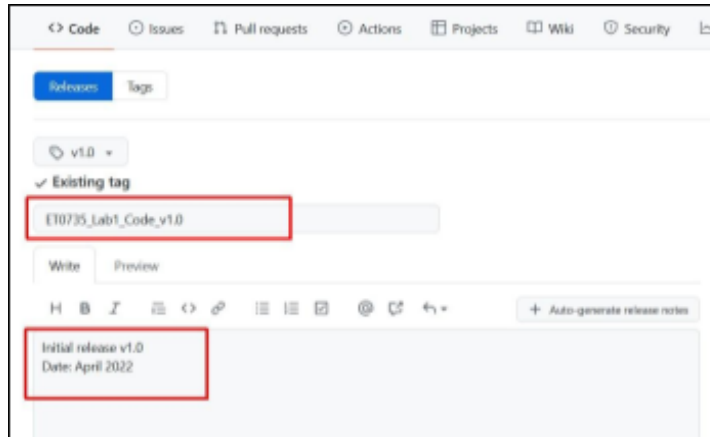 <> Code Issues Pull requests Actions Projects Wiki Security
Releases Tags
v1.0
Existing tag
ET0735_Lab1_Code_v1.0
Write Preview
H B I @
+ Auto-generate release notes
Initial release v1.0
Date: April 2022